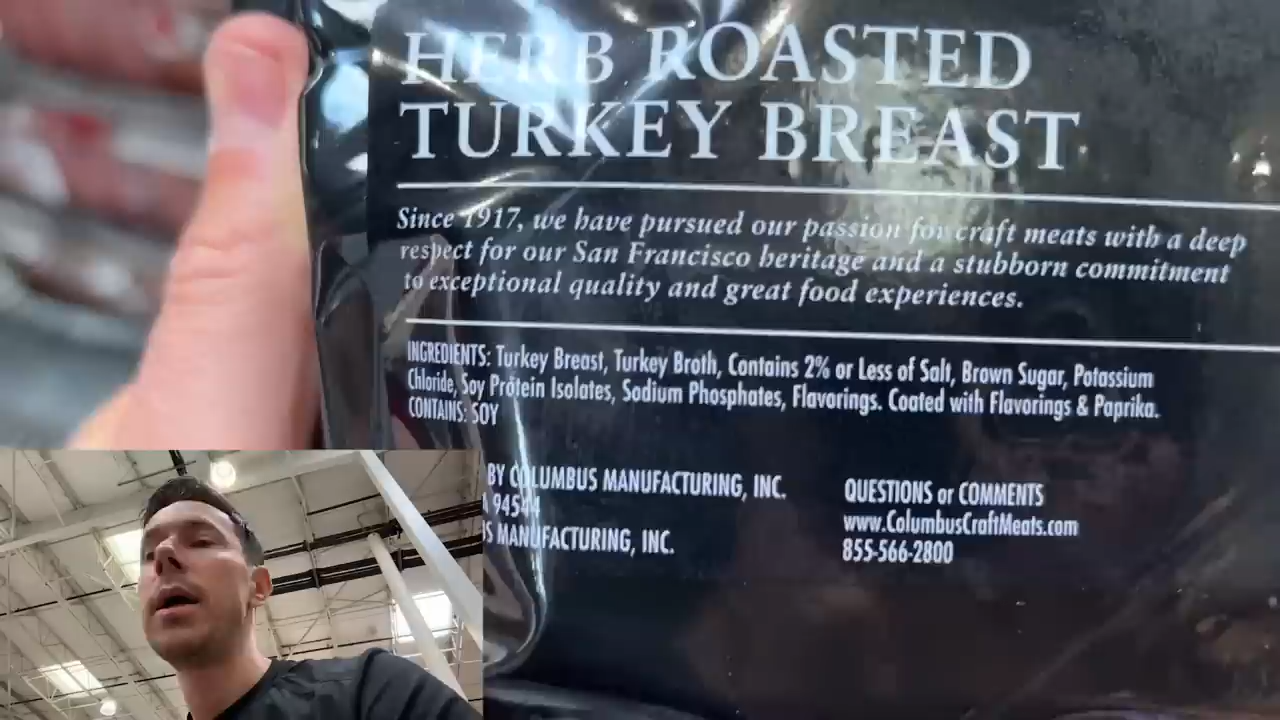 HERB ROASTED
TURKEY BREAST
Since 1917, we have pursued our passion for craft meats with a deep
respect for our San Francisco heritage and a stubborn commitment
to exceptional quality and great food experiences.
INGREDIENTS: Turkey Breast, Turkey Broth, Contains 2% or Less of Salt, Brown Sugar, Potassium
Chloride, Soy Protein Isolates, Sodium Phosphates, Flavorings. Coated with Flavorings & Paprika.
CONTAINS: SOY
BY COLUMBUS MANUFACTURING, INC.
94544
MANUFACTURING, INC.
QUESTIONS or COMMENTS
www.ColumbusCraftMeats.com
855-566-2800